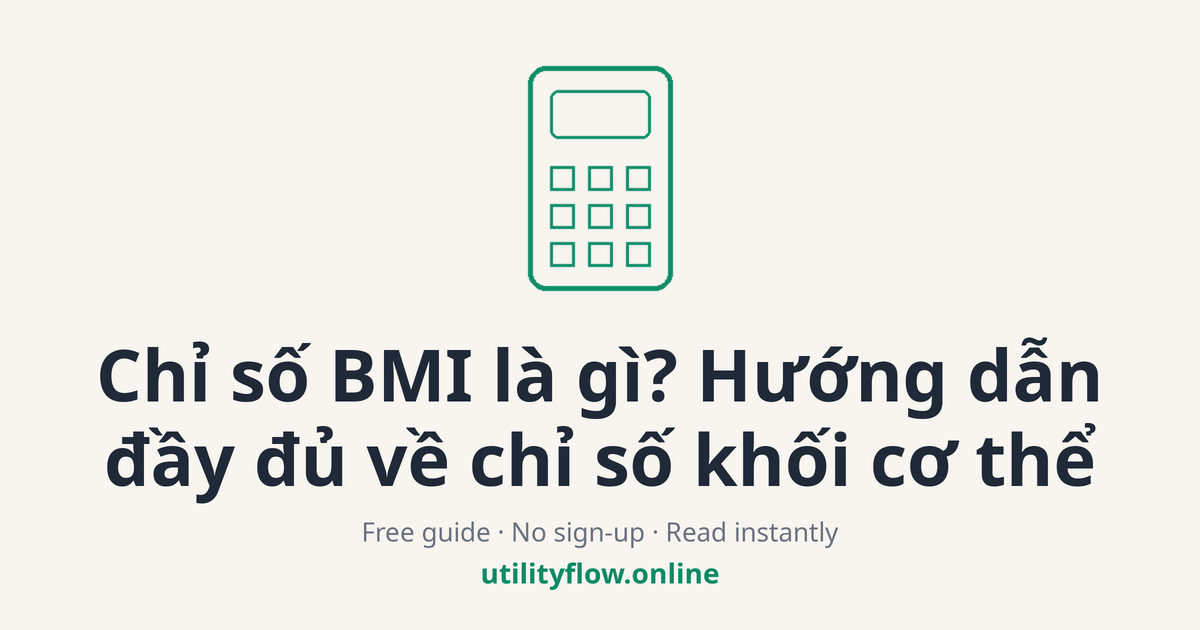 Chỉ số BMI là gì? Hướng dẫn
đầy đủ về chỉ số khối cơ thể
Free guide · No sign-up · Read instantly
utilityflow.online